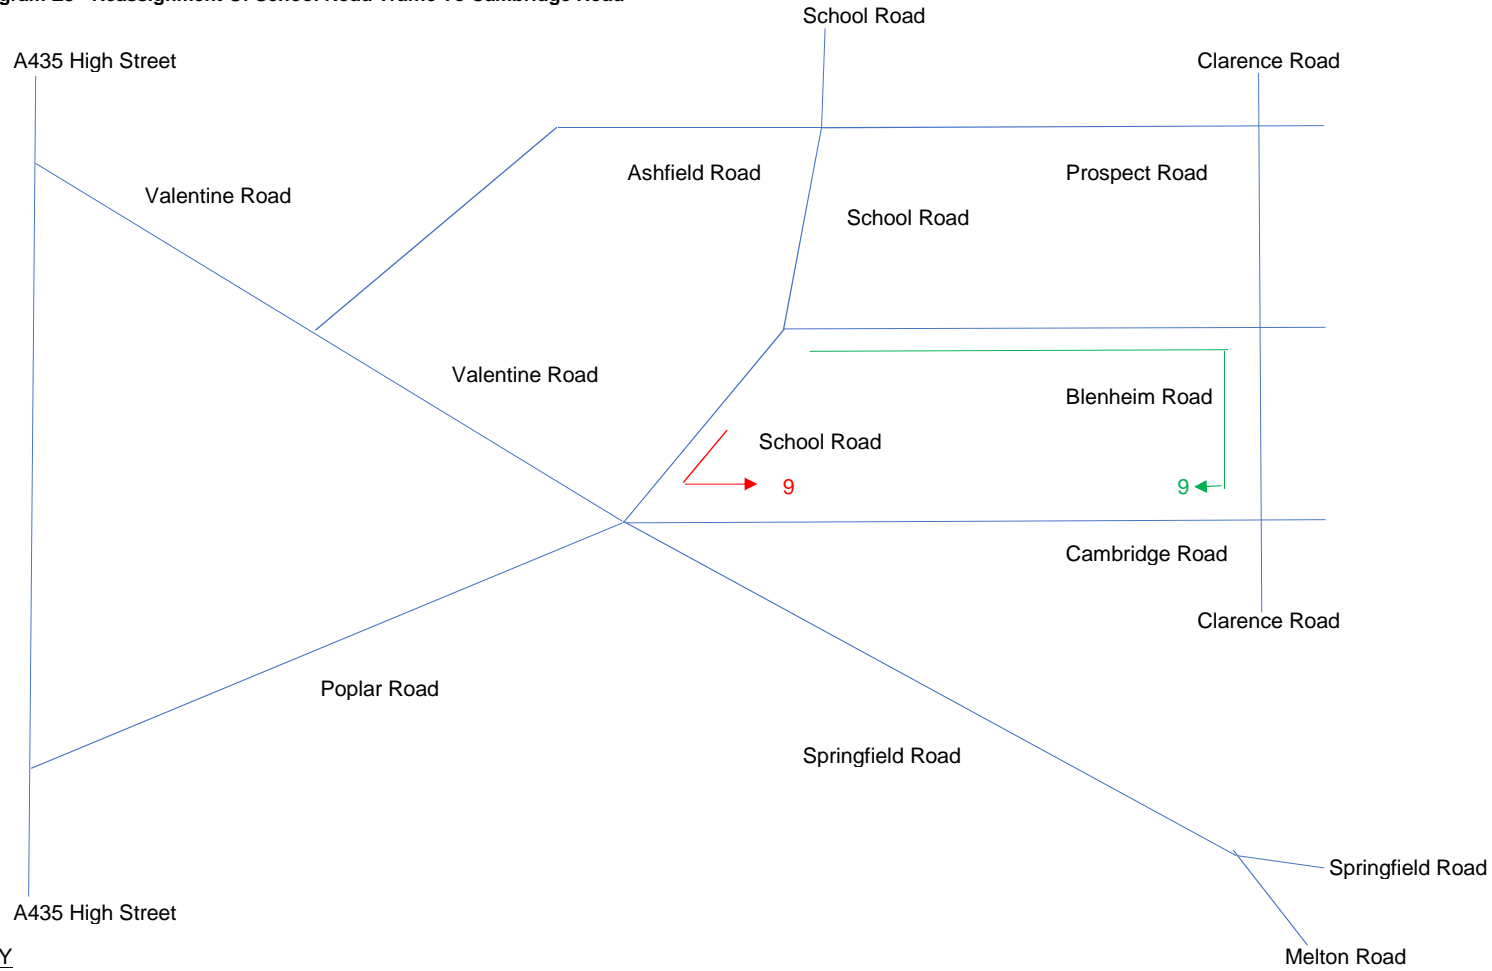 School Road
A435 High Street
Clarence Road
Valentine Road
Ashfield Road
Prospect Road
School Road
Valentine Road
Blenheim Road
School Road
9
9
Cambridge Road
Clarence Road
Poplar Road
Springfield Road
Springfield Road
A435 High Street
Melton Road